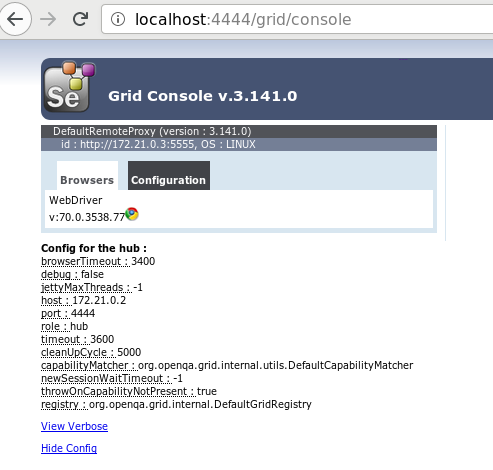 localhost:4444/grid/console
Se
Grid Console v.3.141.0
DefaultRemoteProxy (version : 3.141.0)
id : http://172.21.0.3:5555, OS : LINUX
Browsers Configuration
WebDriver
v:70.0.3538.77
Config for the hub :
browserTimeout : 3400
debug : false
jettyMaxThreads : -1
host : 172.21.0.2
port : 4444
role : hub
timeout : 3600
cleanUpCycle : 5000
capabilityMatcher : org.openqa.grid.internal.utils.DefaultCapabilityMatcher
newSessionWaitTimeout : -1
throwOnCapabilityNotPresent : true
registry : org.openqa.grid.internal.DefaultGridRegistry
View Verbose
Hide Config